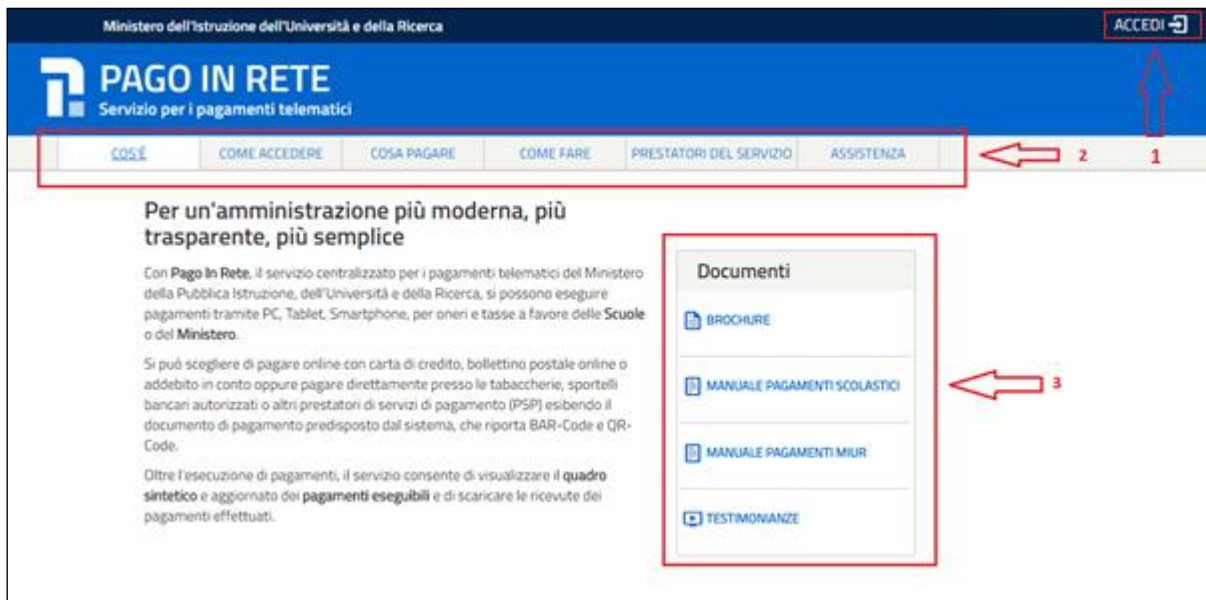 Ministero dell'Istruzione dell'Università e della Ricerca
ACCEDI
PAGO IN RETE
Servizio per i pagamenti telematici
COS'É COME ACCEDERE COSA PAGARE COME FARE PRESTATORI DEL SERVIZIO ASSISTENZA
2
1
Per un'amministrazione più moderna, più
trasparente, più semplice
Con Pago In Rete, il servizio centralizzato per i pagamenti telematici del Ministero
della Pubblica Istruzione, dell'Università e della Ricerca, si possono eseguire
pagamenti tramite PC, Tablet, Smartphone, per oneri e tasse a favore delle Scuole
o del Ministero.
Si può scegliere di pagare online con carta di credito, bollettino postale online o
addebito in conto oppure pagare direttamente presso le tabaccherie, sportelli
bancari autorizzati o altri prestatori di servizi di pagamento (PSP) esibendo il
documento di pagamento predisposto dal sistema, che riporta BAR-Code e QR-
Code.
Oltre l'esecuzione di pagamenti, il servizio consente di visualizzare il quadro
sintetico e aggiornato dei pagamenti eseguibili e di scaricare le ricevute dei
pagamenti effettuati.
Documenti
BROCHURE
MANUALE PAGAMENTI SCOLASTICI
3
MANUALE PAGAMENTI MIUR
TESTIMONIANZE